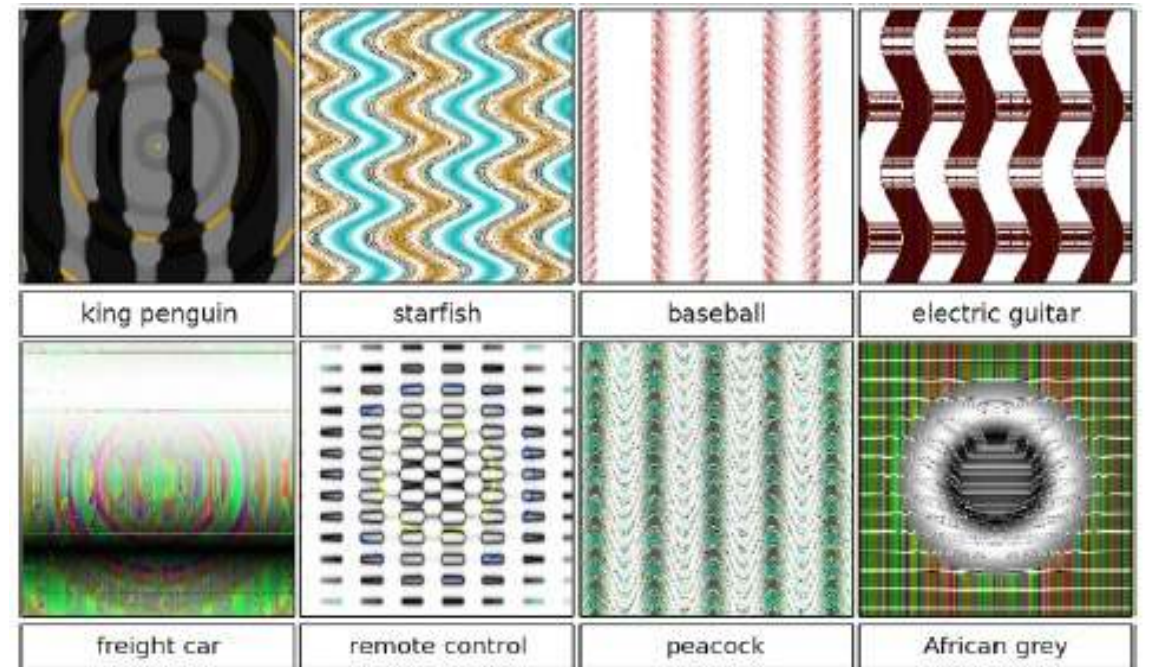 king penguin
starfish
baseball
electric guitar
freight car
remote control
peacock
African grey